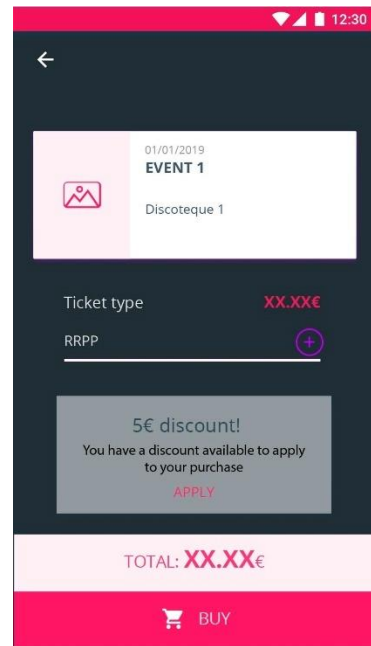 12:30
01/01/2019
EVENT 1
Discoteque 1
Ticket type XX.XX€
RRPP
5€ discount!
You have a discount available to apply
to your purchase
APPLY
TOTAL: XX.XX€
BUY